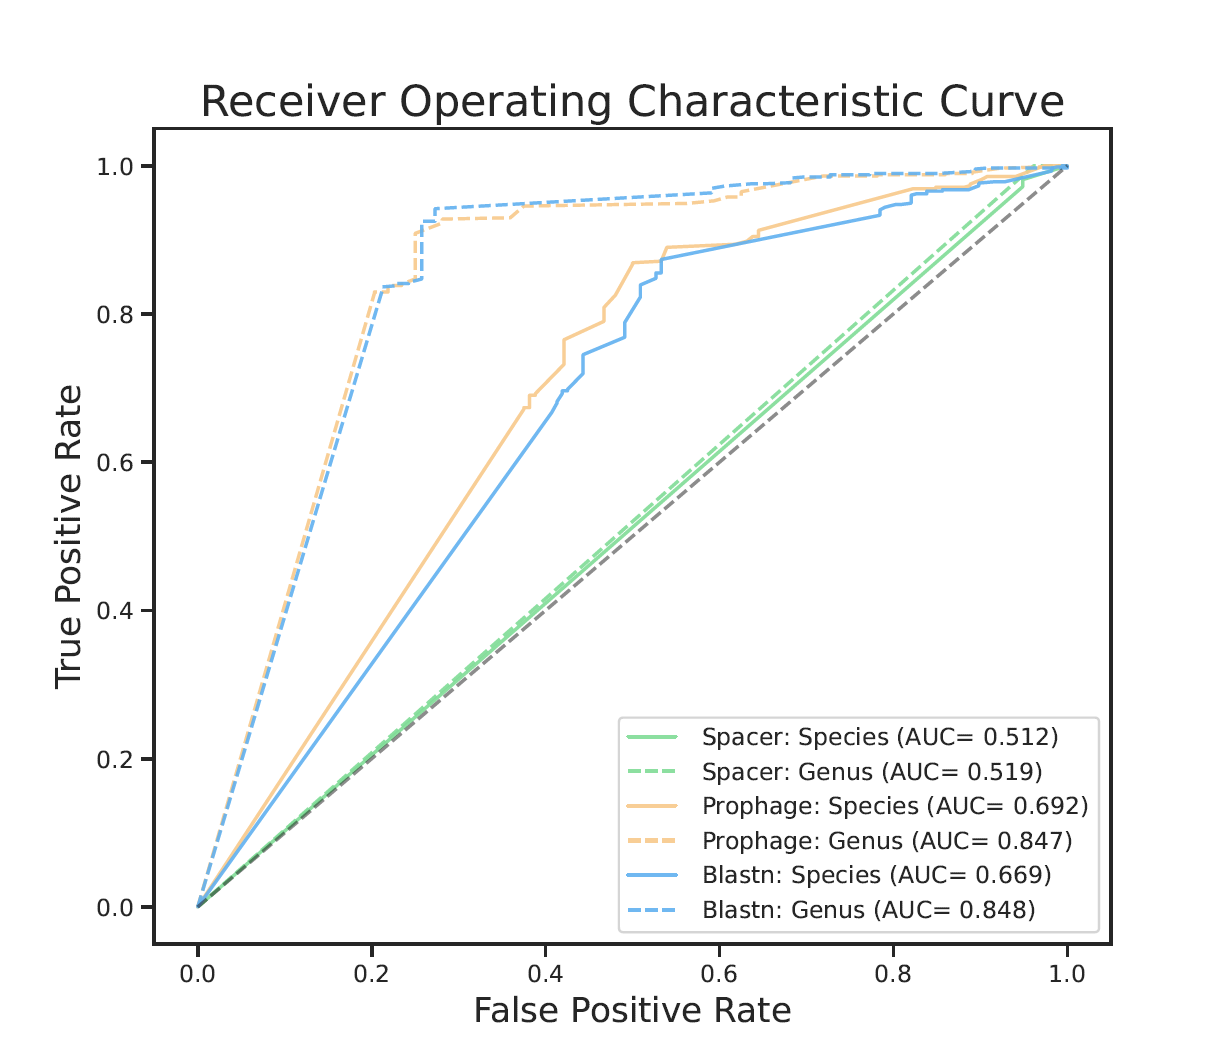 Receiver Operating Characteristic Curve
True Positive Rate
1.0
0.8
0.6
0.4
0.2
0.0
Spacer: Species (AUC= 0.512)
Spacer: Genus (AUC= 0.519)
Prophage: Species (AUC= 0.692)
Prophage: Genus (AUC= 0.847)
Blastn: Species (AUC= 0.669)
Blastn: Genus (AUC= 0.848)
0.0 0.2 0.4 0.6 0.8 1.0
False Positive Rate